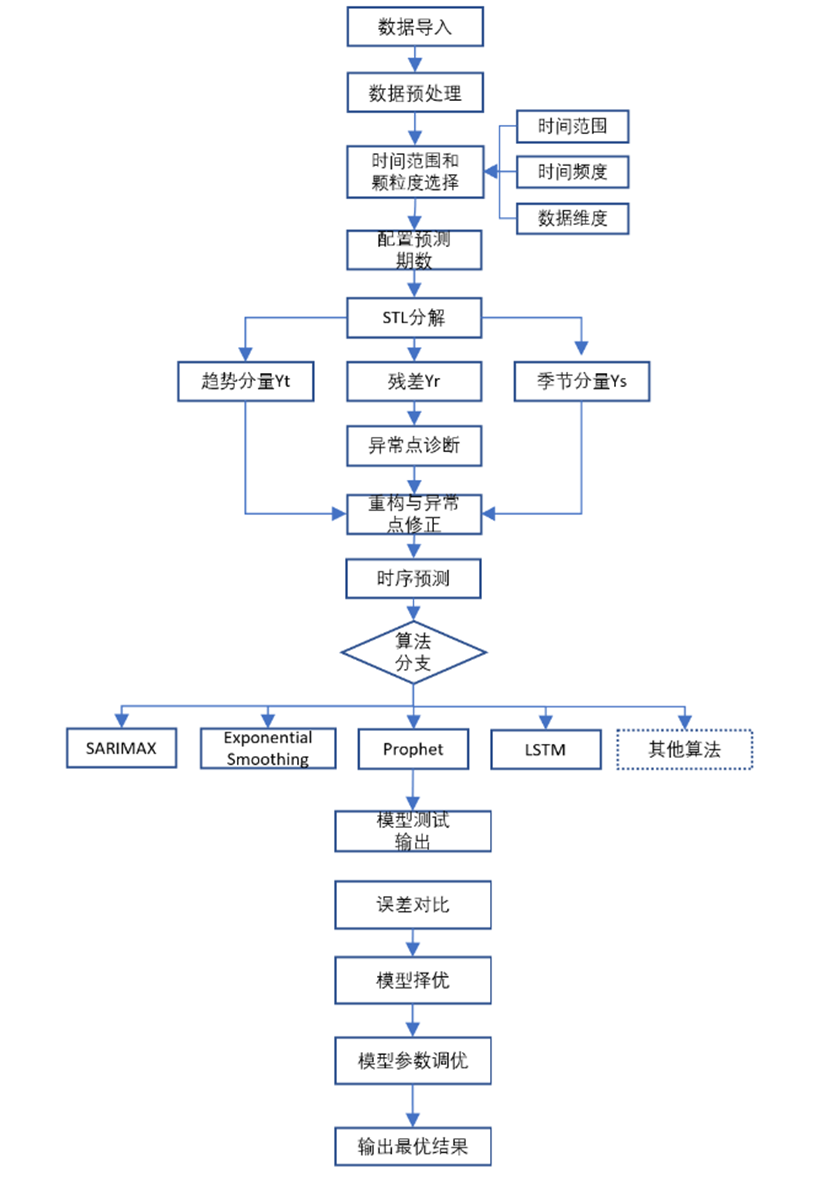 数据导入
数据预处理
时间范围和
颗粒度选择
时间范围
时间频度
数据维度
配置预测
期数
STL分解
趋势分量Yt
残差Yr
季节分量Ys
异常点诊断
重构与异常
点修正
时序预测
算法
分支
SARIMAX
Exponential
Smoothing
Prophet
LSTM
其他算法
模型测试
输出
误差对比
模型择优
模型参数调优
输出最优结果